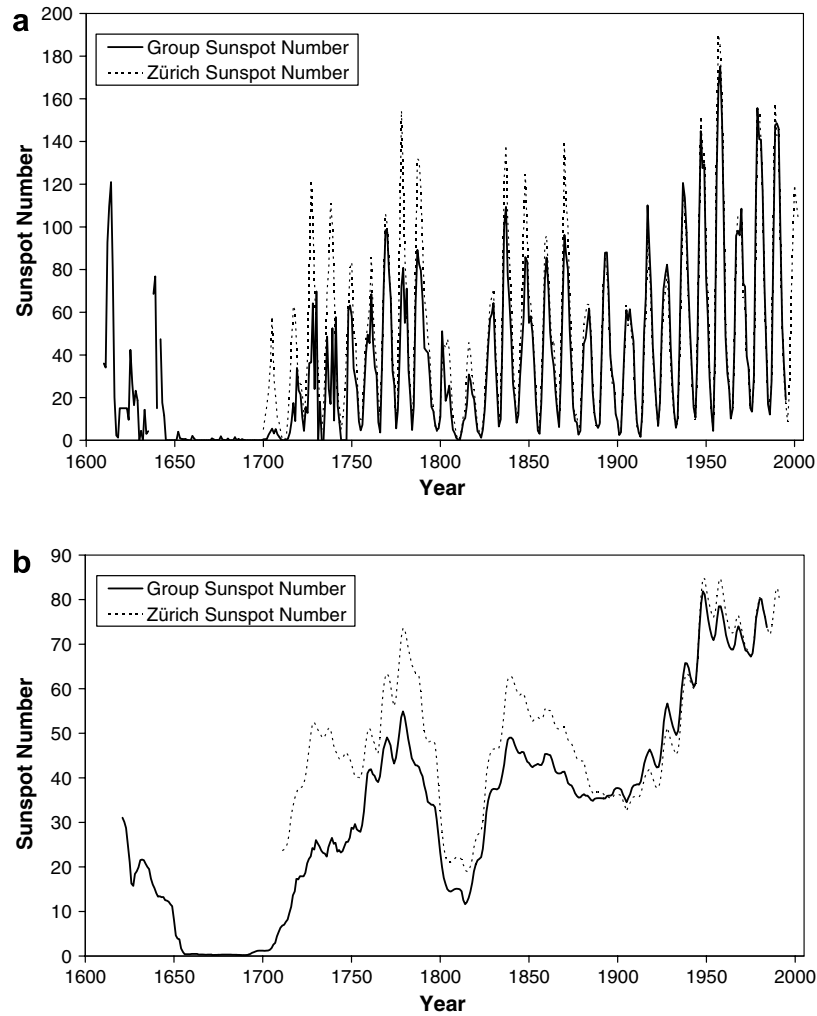 a
200
180
160
140
120
100
80
60
40
20
0
Sunspot Number
Group Sunspot Number
Zürich Sunspot Number
1600 1650 1700 1750 1800 1850 1900 1950 2000
Year
b
90
80
70
60
50
40
30
20
10
0
Sunspot Number
Group Sunspot Number
Zürich Sunspot Number
1600 1650 1700 1750 1800 1850 1900 1950 2000
Year